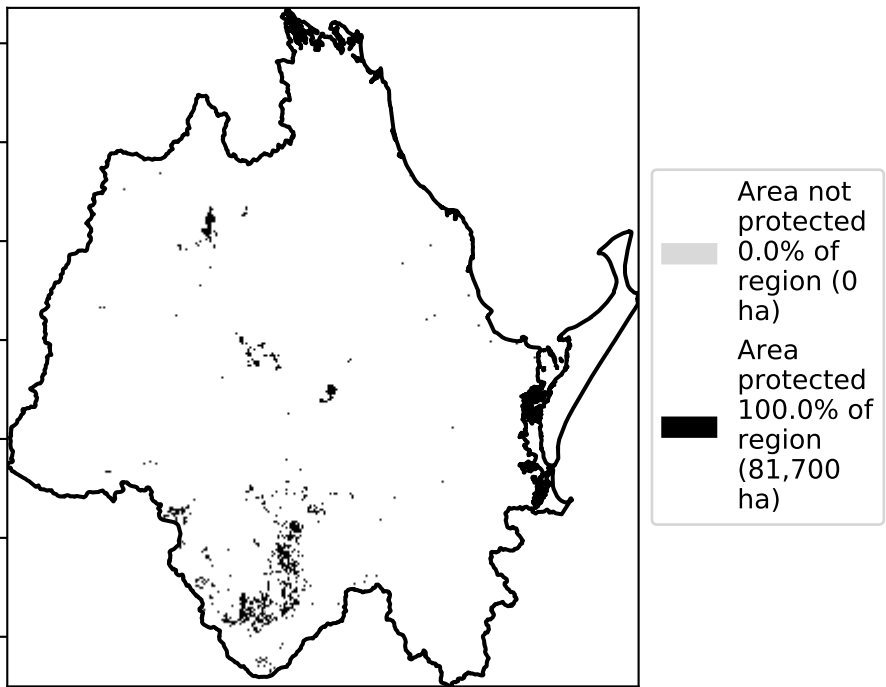 Area not
protected
0.0% of
region (0
ha)
Area
protected
100.0% of
region
(81,700
ha)